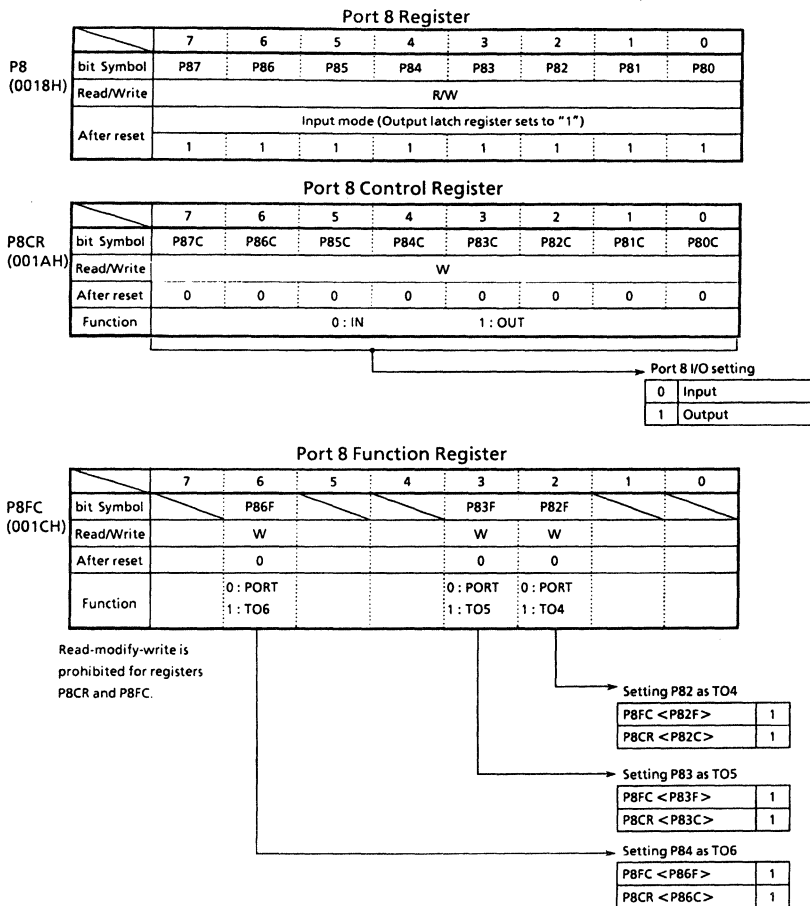 Port 8 Register
7 6 5 4 3 2 1 0
P8 (0018H)
bit Symbol P87 P86 P85 P84 P83 P82 P81 P80
Read/Write R/W
After reset Input mode (Output latch register sets to "1")
1 1 1 1 1 1 1 1
Port 8 Control Register
7 6 5 4 3 2 1 0
P8CR (001AH)
bit Symbol P87C P86C P85C P84C P83C P82C P81C P80C
Read/Write W
After reset 0 0 0 0 0 0 0 0
Function 0 : IN 1 : OUT
Port 8 I/O setting
0 Input
1 Output
Port 8 Function Register
7 6 5 4 3 2 1 0
P8FC (001CH)
bit Symbol P86F P83F P82F
Read/Write W W W
After reset 0 0 0
Function 0 : PORT 0 : PORT 0 : PORT
1 : TO6 1 : TO5 1 : TO4
Read-modify-write is
prohibited for registers
P8CR and P8FC.
Setting P82 as TO4
P8FC <P82F> 1
P8CR <P82C> 1
Setting P83 as TO5
P8FC <P83F> 1
P8CR <P83C> 1
Setting P84 as TO6
P8FC <P86F> 1
P8CR <P86C> 1